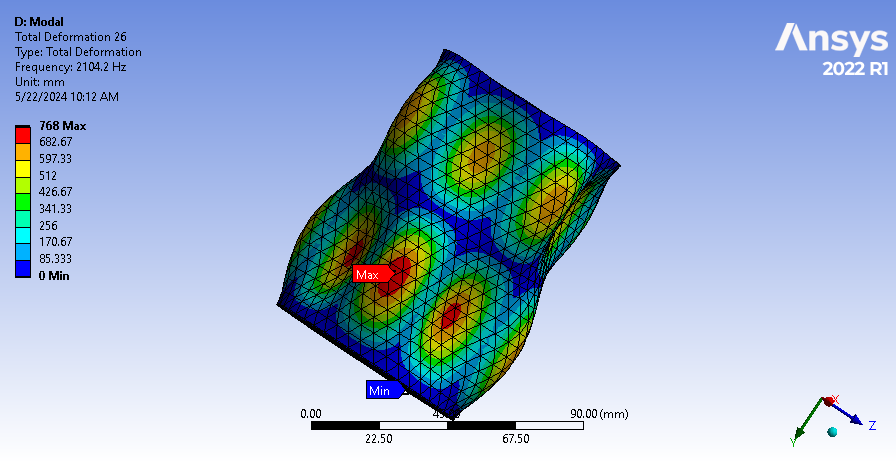 D: Modal
Total Deformation 26
Type: Total Deformation
Frequency: 2104.2 Hz
Unit: mm
5/22/2024 10:12 AM
Ansys
2022 R1
768 Max
682.67
597.33
512
426.67
341.33
256
170.67
85.333
0 Min
Max
Min
0.00
90.00 (mm)
22.50
67.50
X
Y
Z